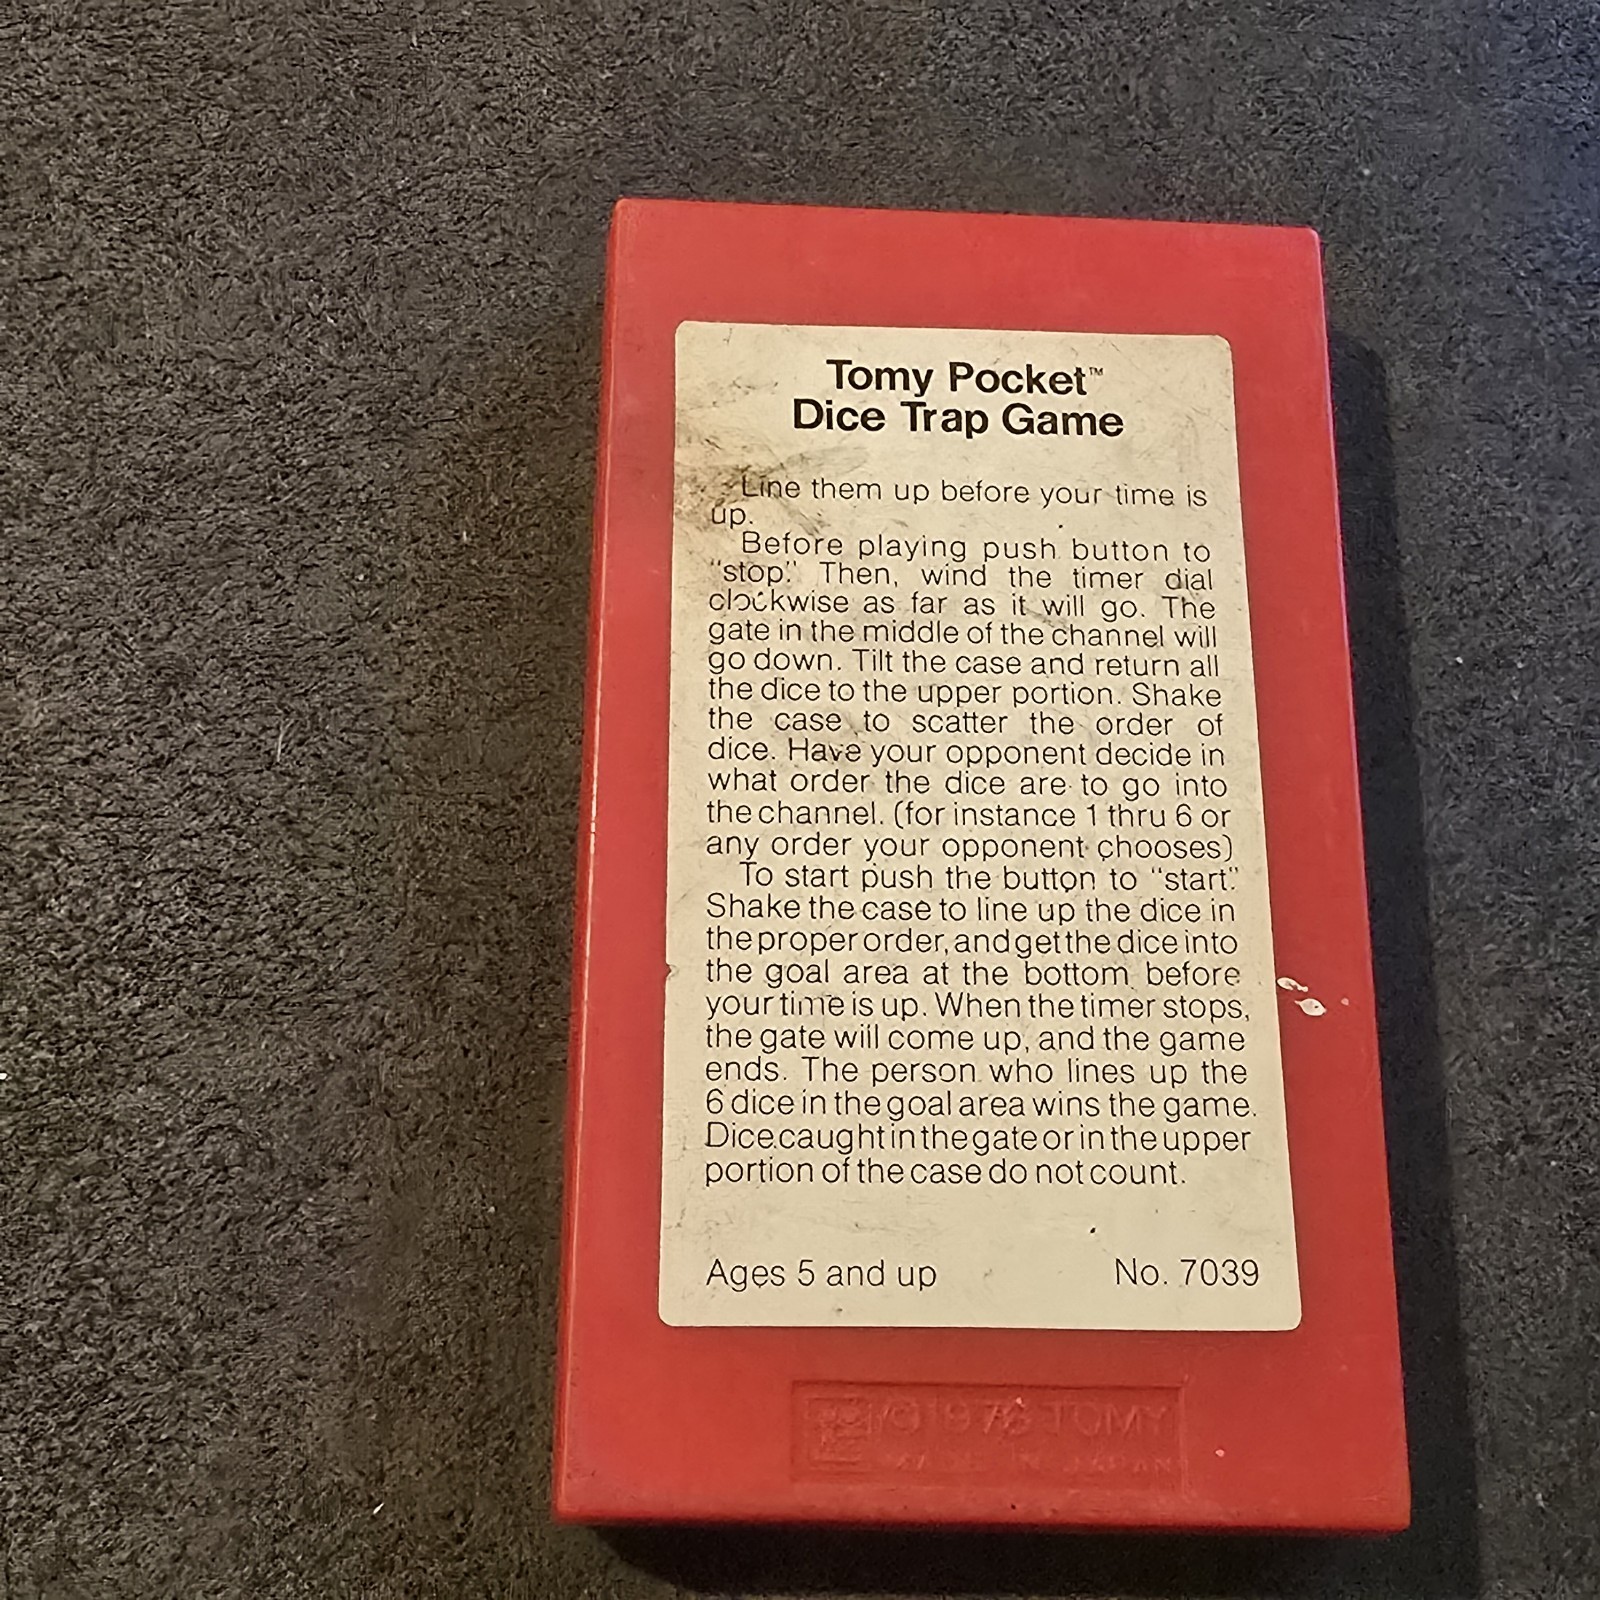 Tomy Pocket™
Dice Trap Game
Line them up before your time is
up.
Before playing push button to
"stop." Then, wind the timer dial
clockwise as far as it will go. The
gate in the middle of the channel will
go down. Tilt the case and return all
the dice to the upper portion. Shake
the case to scatter the order of
dice. Have your opponent decide in
what order the dice are to go into
the channel. (for instance 1 thru 6 or
any order your opponent chooses)
To start push the button to "start."
Shake the case to line up the dice in
the proper order, and get the dice into
the goal area at the bottom before
your time is up. When the timer stops,
the gate will come up, and the game
ends. The person who lines up the
6 dice in the goal area wins the game.
Dice caught in the gate or in the upper
portion of the case do not count.
Ages 5 and up No. 7039
TOMY
MADE IN JAPAN